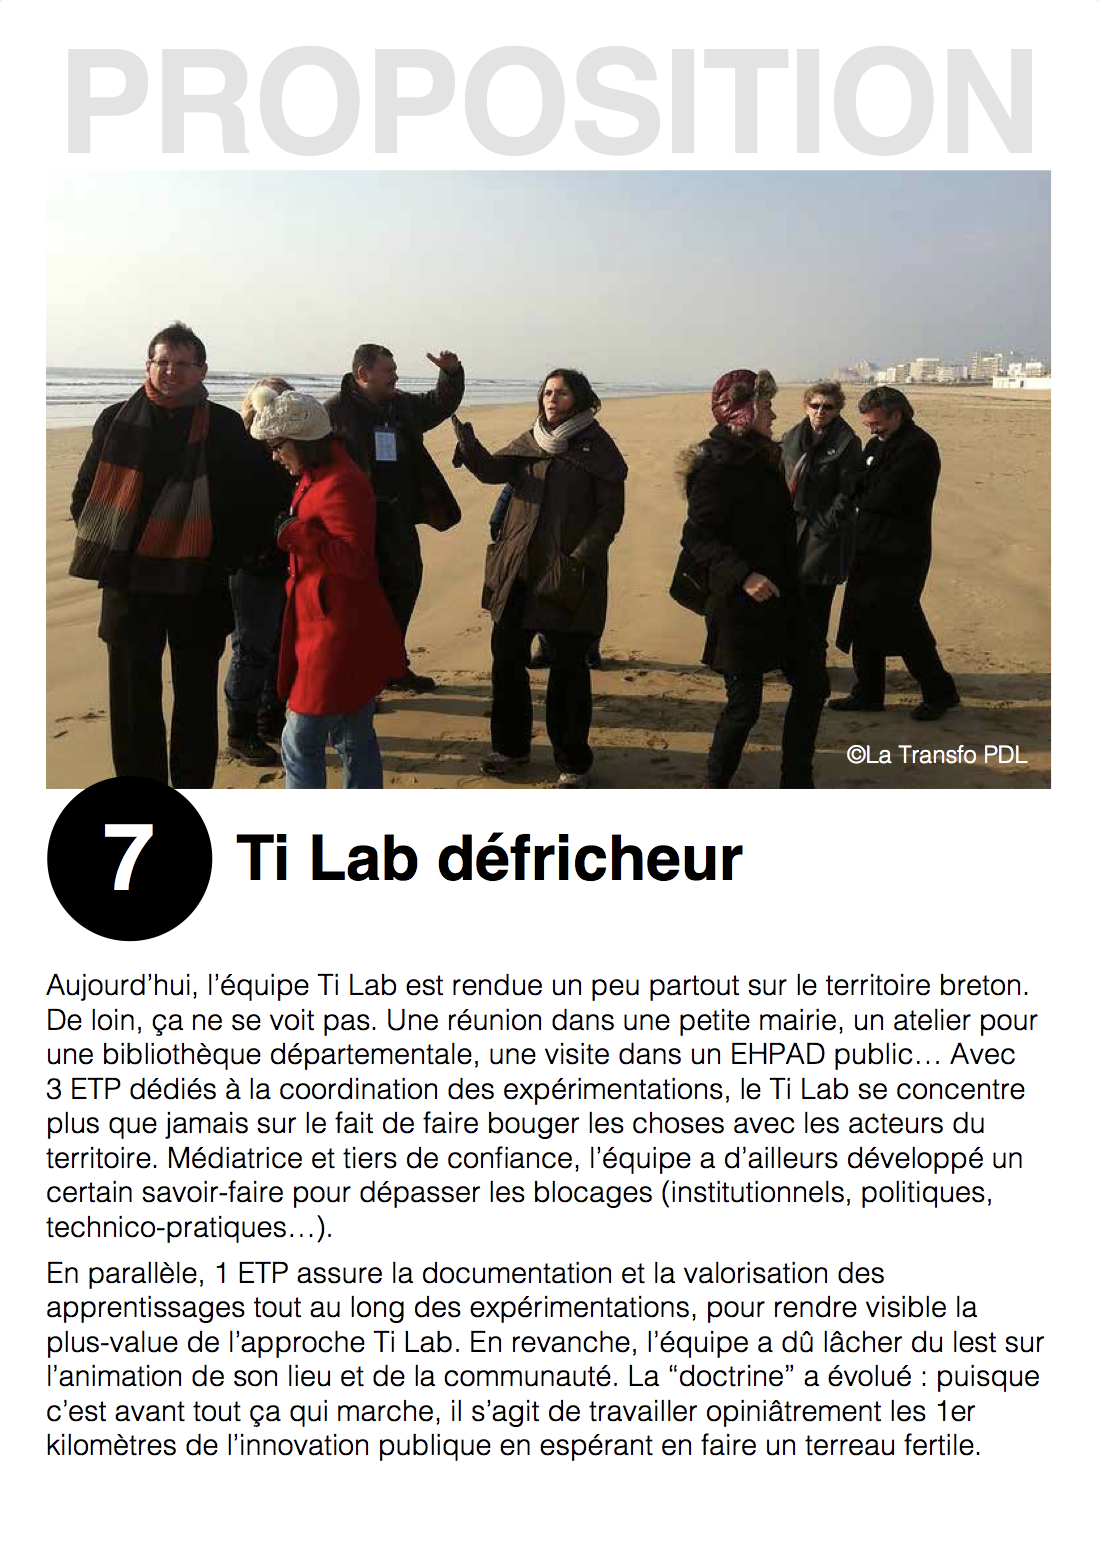 PROPOSITION
©La Transfo PDL
7
Ti Lab défricheur
Aujourd’hui, l’équipe Ti Lab est rendue un peu partout sur le territoire breton.
De loin, ça ne se voit pas. Une réunion dans une petite mairie, un atelier pour
une bibliothèque départementale, une visite dans un EHPAD public… Avec
3 ETP dédiés à la coordination des expérimentations, le Ti Lab se concentre
plus que jamais sur le fait de faire bouger les choses avec les acteurs du
territoire. Médiatrice et tiers de confiance, l’équipe a d’ailleurs développé un
certain savoir-faire pour dépasser les blocages (institutionnels, politiques,
technico-pratiques…).
En parallèle, 1 ETP assure la documentation et la valorisation des
apprentissages tout au long des expérimentations, pour rendre visible la
plus-value de l’approche Ti Lab. En revanche, l’équipe a dû lâcher du lest sur
l’animation de son lieu et de la communauté. La “doctrine” a évolué : puisque
c’est avant tout ça qui marche, il s’agit de travailler opiniâtrement les 1er
kilomètres de l’innovation publique en espérant en faire un terreau fertile.